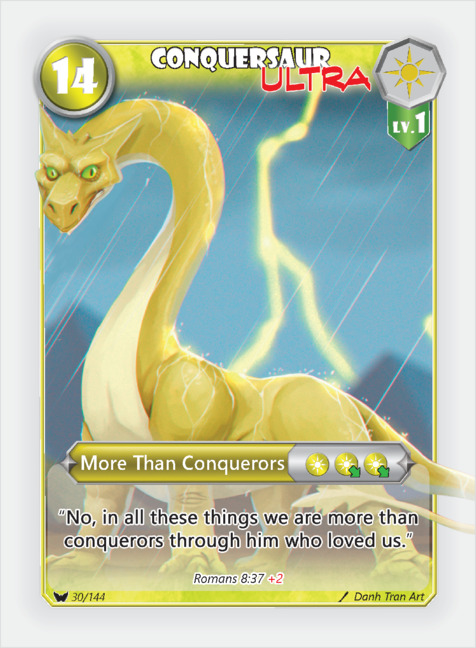 CONQUERSAUR
ULTRA
14
LV.1
More Than Conquerors
"No, in all these things we are more than
conquerors through him who loved us."
Romans 8:37 +2
30/144
Danh Tran Art